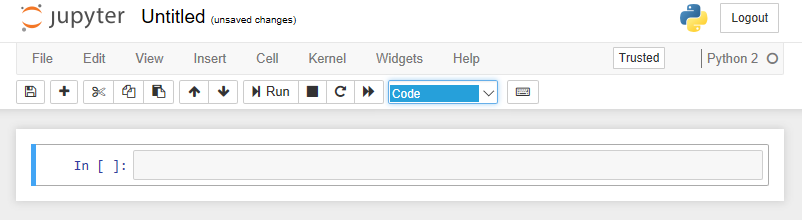 jupyter Untitled (unsaved changes) Logout
File Edit View Insert Cell Kernel Widgets Help Trusted Python 2
Run Code
In [ ]: